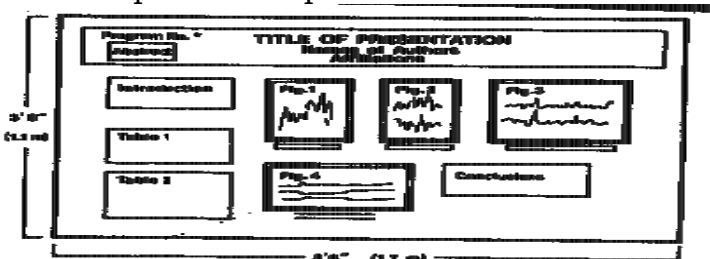 Program No. *
TITLE OF PRESENTATION
Names of Authors
Affiliations
Abstract
Introduction
Fig.1
Fig.2
Fig.3
Table 1
Table 2
Fig.4
Conclusions
(1.1 m)